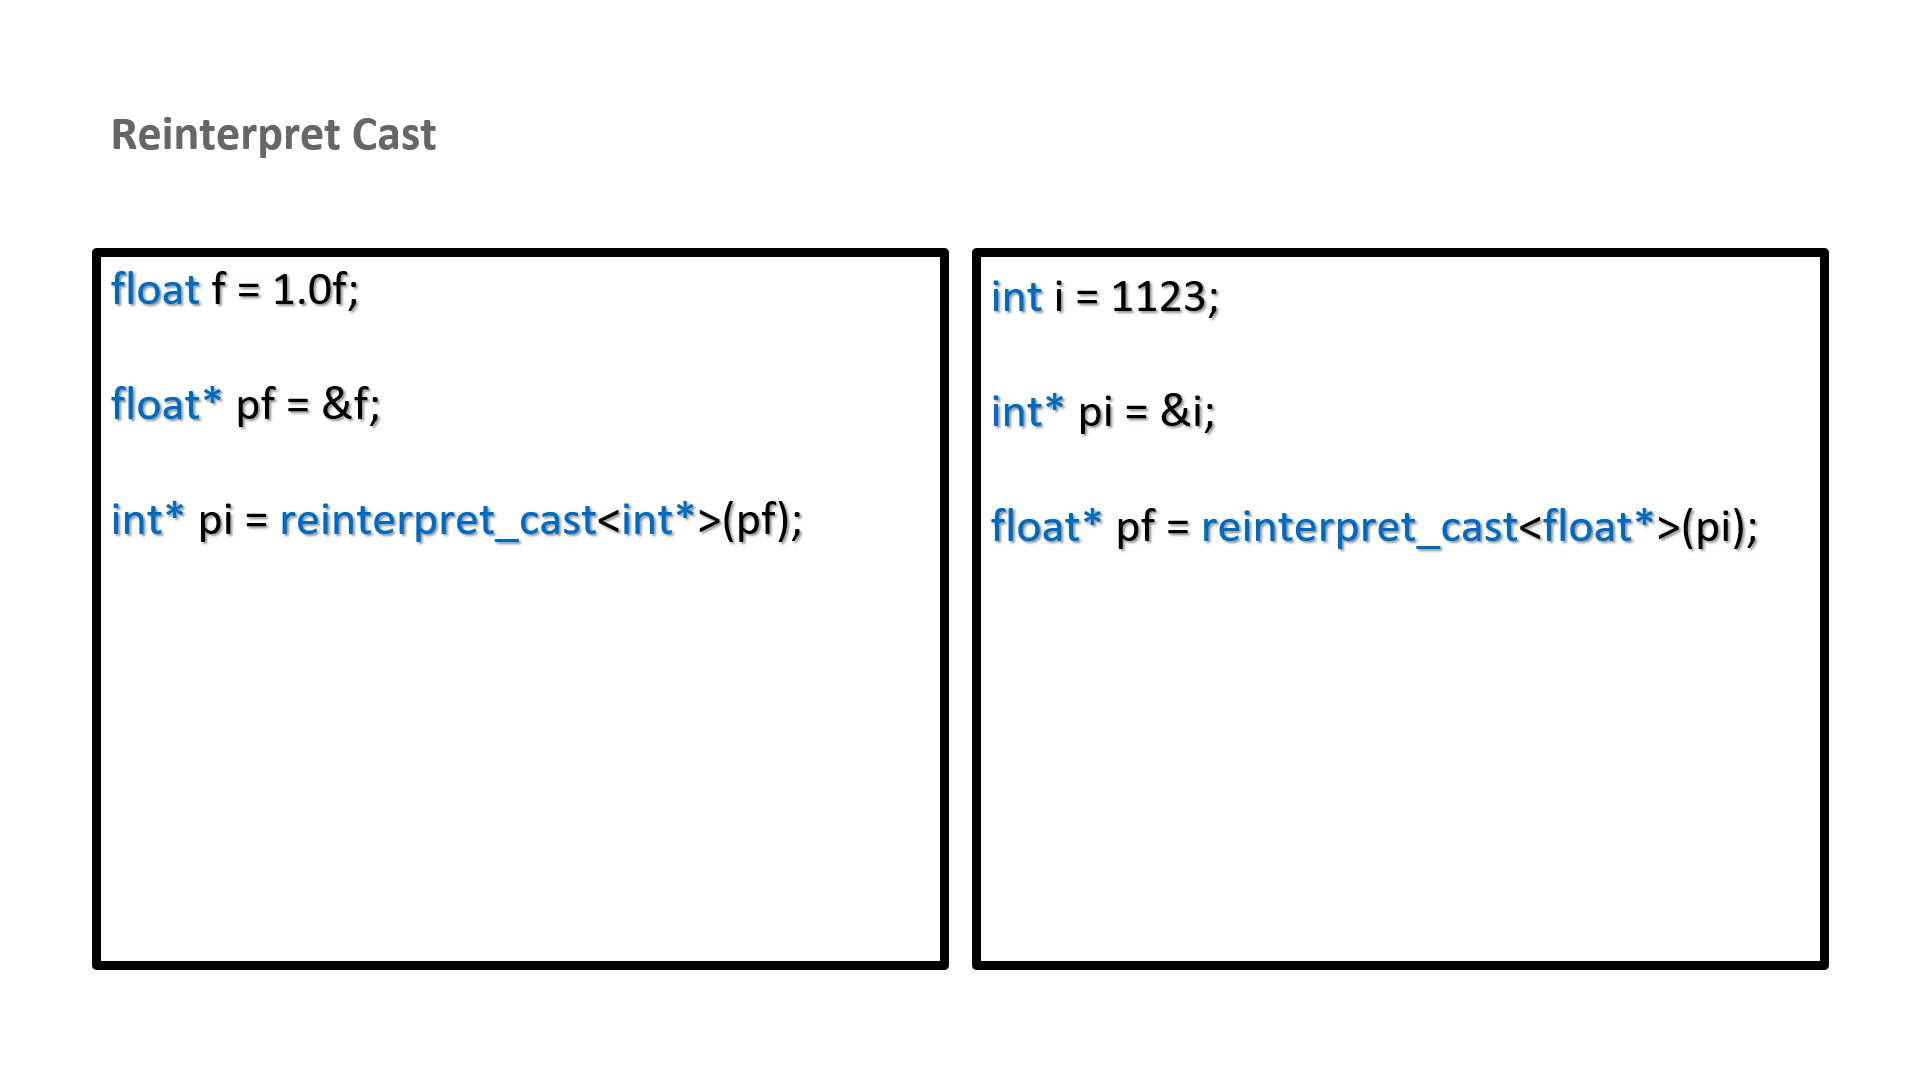 Reinterpret Cast
float f = 1.0f;
float* pf = &f;
int* pi = reinterpret_cast<int*>(pf);
int i = 1123;
int* pi = &i;
float* pf = reinterpret_cast<float*>(pi);